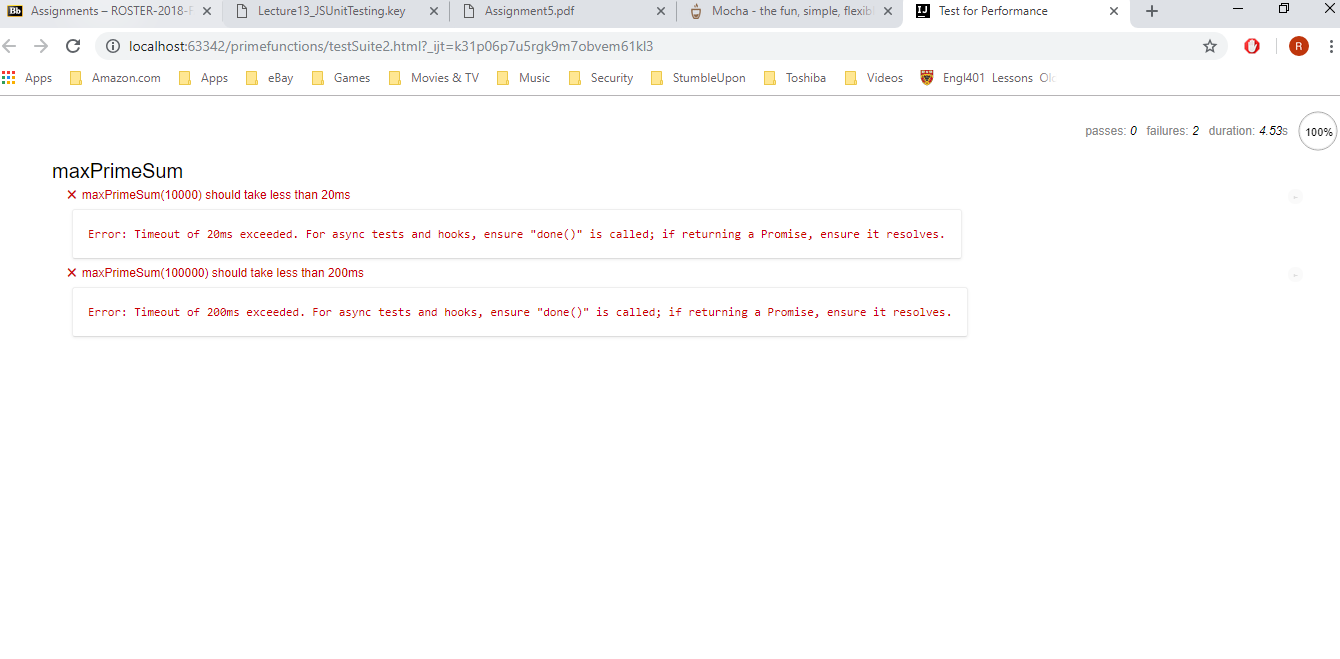 Bb Assignments – ROSTER-2018- Lecture13_JSUnitTesting.key Assignment5.pdf Mocha - the fun, simple, flexib IJ Test for Performance
localhost:63342/primefunctions/testSuite2.html?_ijt=k31p06p7u5rgk9m7obvem61kl3 R
Apps Amazon.com Apps eBay Games Movies & TV Music Security StumbleUpon Toshiba Videos Engl401 Lessons
passes: 0 failures: 2 duration: 4.53s 100%
maxPrimeSum
maxPrimeSum(10000) should take less than 20ms
Error: Timeout of 20ms exceeded. For async tests and hooks, ensure "done()" is called; if returning a Promise, ensure it resolves.
maxPrimeSum(100000) should take less than 200ms
Error: Timeout of 200ms exceeded. For async tests and hooks, ensure "done()" is called; if returning a Promise, ensure it resolves.